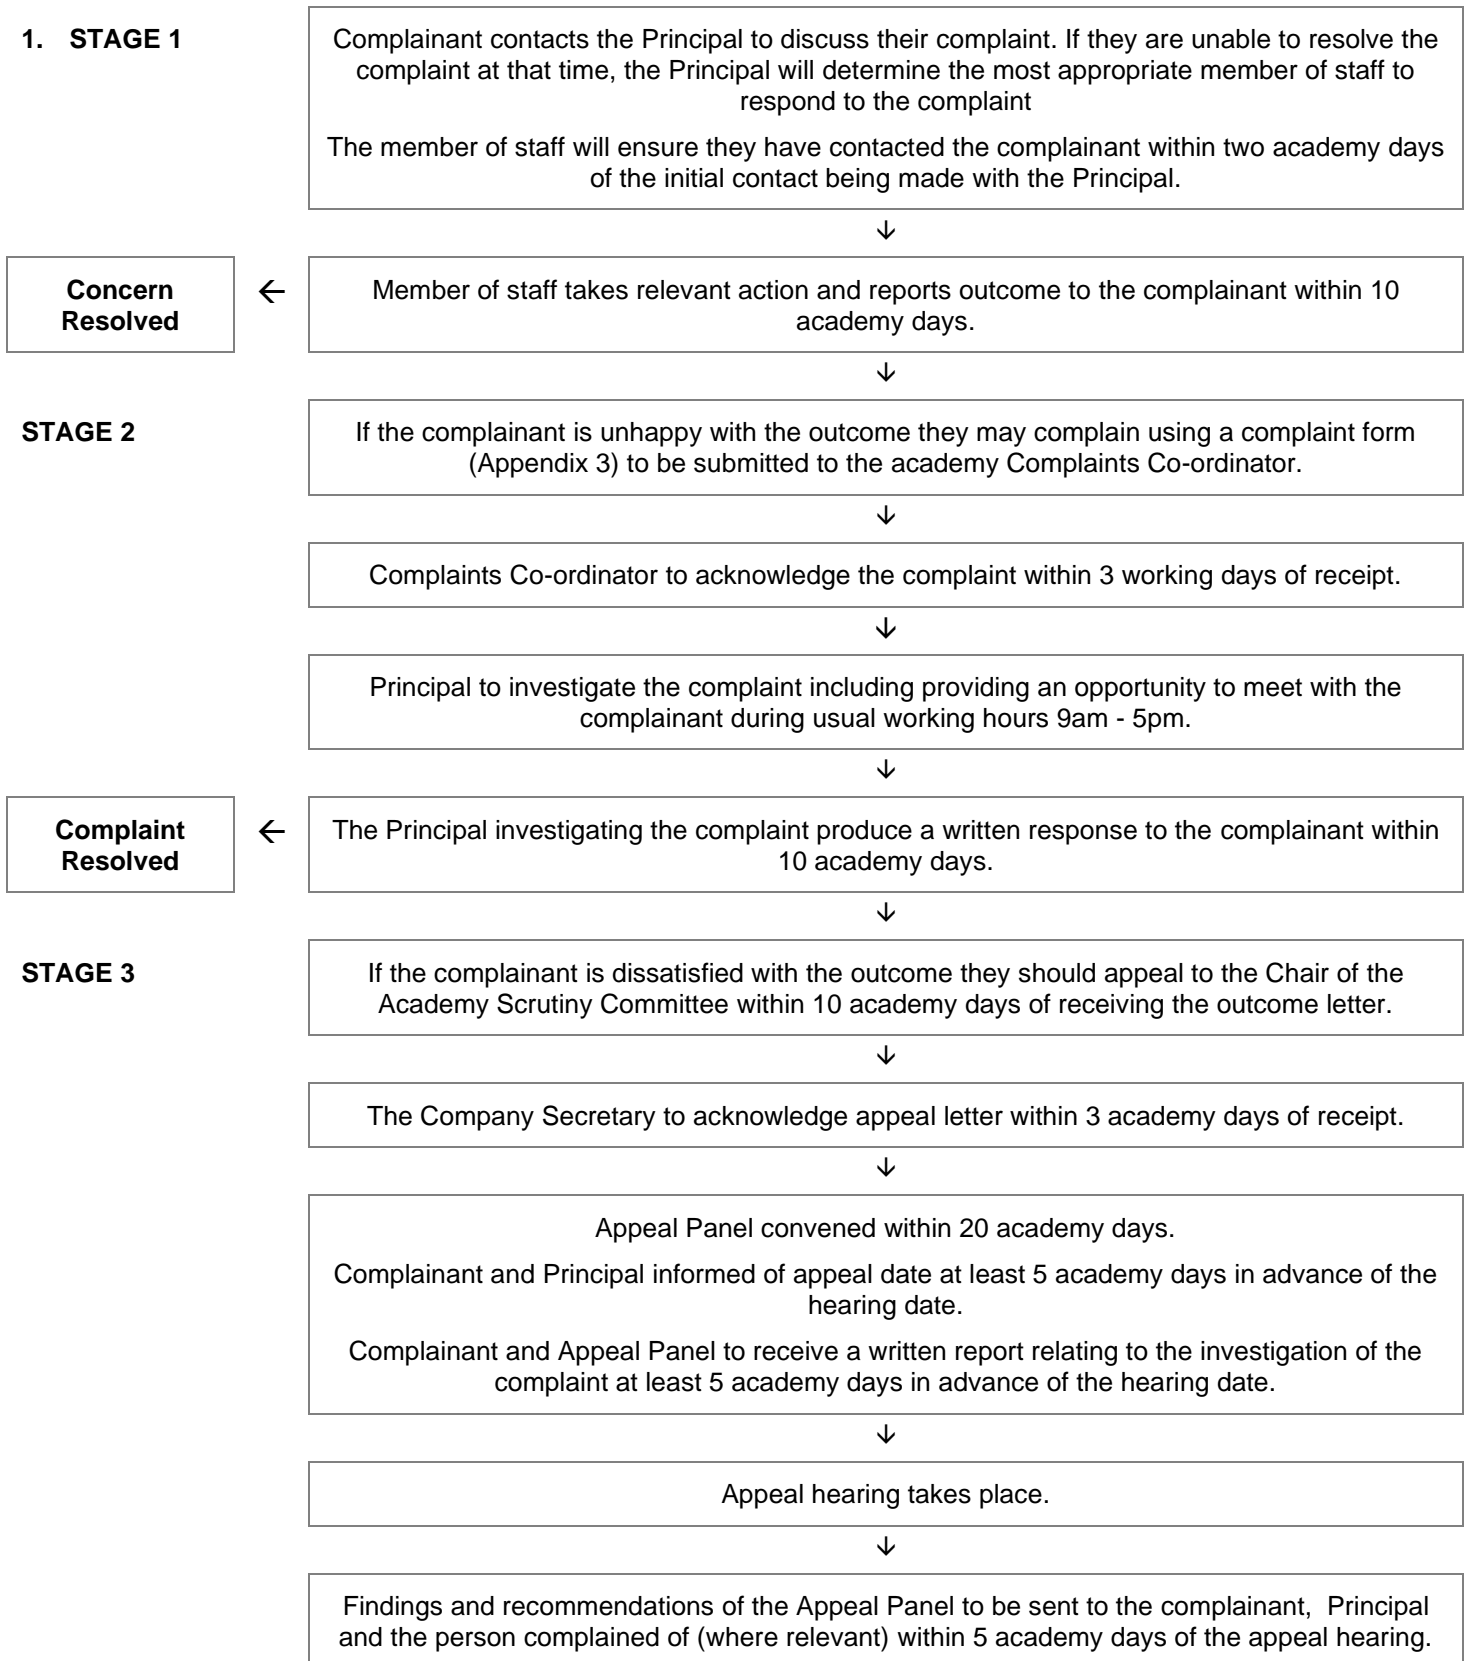 1. STAGE 1
Complainant contacts the Principal to discuss their complaint. If they are unable to resolve the
complaint at that time, the Principal will determine the most appropriate member of staff to
respond to the complaint
The member of staff will ensure they have contacted the complainant within two academy days
of the initial contact being made with the Principal.
↓
Concern
Resolved
←
Member of staff takes relevant action and reports outcome to the complainant within 10
academy days.
↓
STAGE 2
If the complainant is unhappy with the outcome they may complain using a complaint form
(Appendix 3) to be submitted to the academy Complaints Co-ordinator.
↓
Complaints Co-ordinator to acknowledge the complaint within 3 working days of receipt.
↓
Principal to investigate the complaint including providing an opportunity to meet with the
complainant during usual working hours 9am - 5pm.
↓
Complaint
Resolved
←
The Principal investigating the complaint produce a written response to the complainant within
10 academy days.
↓
STAGE 3
If the complainant is dissatisfied with the outcome they should appeal to the Chair of the
Academy Scrutiny Committee within 10 academy days of receiving the outcome letter.
↓
The Company Secretary to acknowledge appeal letter within 3 academy days of receipt.
↓
Appeal Panel convened within 20 academy days.
Complainant and Principal informed of appeal date at least 5 academy days in advance of the
hearing date.
Complainant and Appeal Panel to receive a written report relating to the investigation of the
complaint at least 5 academy days in advance of the hearing date.
↓
Appeal hearing takes place.
↓
Findings and recommendations of the Appeal Panel to be sent to the complainant, Principal
and the person complained of (where relevant) within 5 academy days of the appeal hearing.